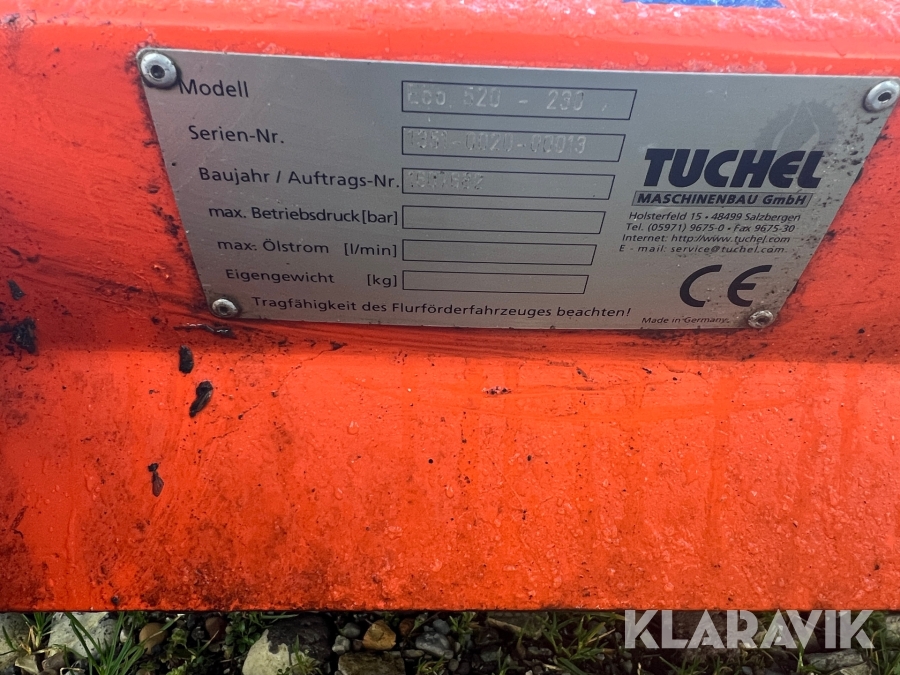 Modell
Serien-Nr.
Baujahr / Auftrags-Nr.
max. Betriebsdruck [bar]
max. Ölstrom [l/min]
Eigengewicht [kg]
Tragfähigkeit des Flurförderfahrzeuges beachten!
TUCHEL
MASCHINENBAU GmbH
Holsterfeld 15 • 48499 Salzbergen
Tel. (05971) 9675-0 • Fax 9675-30
Internet: http://www.tuchel.com
E - mail: service@tuchel.com
CE
Made in Germany
KLARAVIK